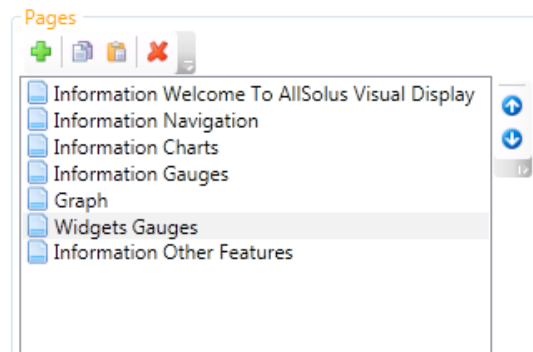 Pages
Information Welcome To AllSolus Visual Display
Information Navigation
Information Charts
Information Gauges
Graph
Widgets Gauges
Information Other Features